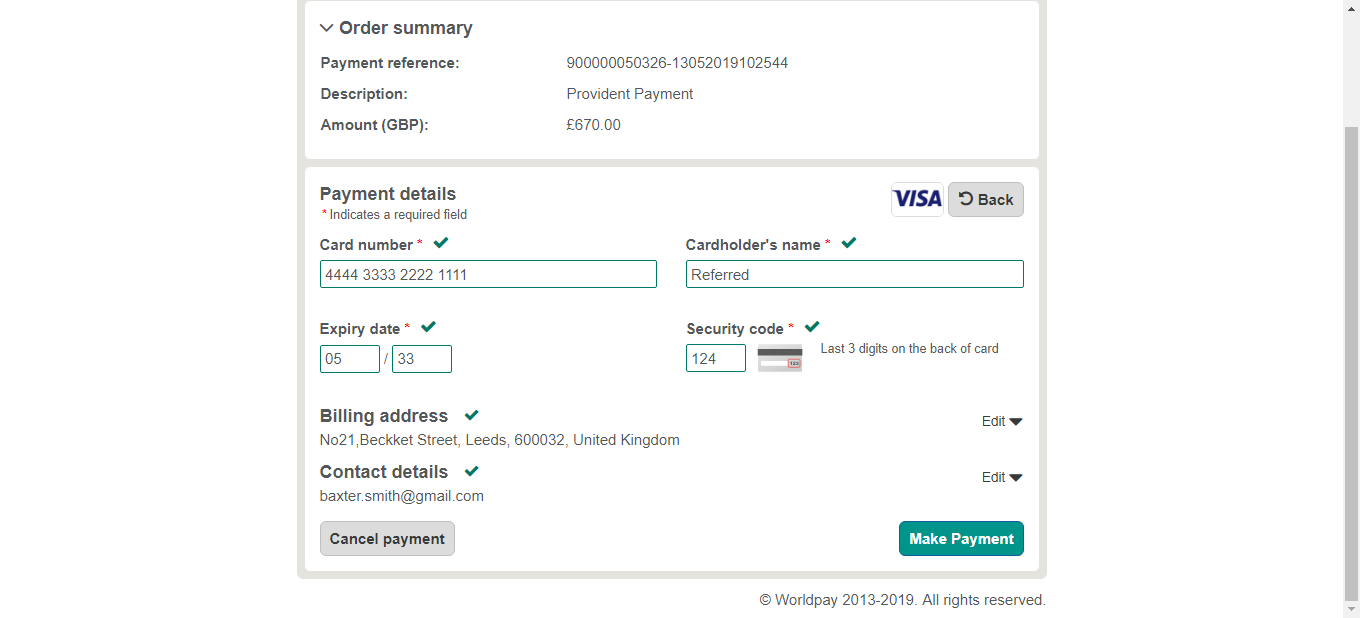 Order summary
Payment reference: 900000050326-13052019102544
Description: Provident Payment
Amount (GBP): £670.00
Payment details
VISA
Back
* Indicates a required field
Card number *
Cardholder's name *
4444 3333 2222 1111
Referred
Expiry date *
Security code *
05 / 33
124
123
Last 3 digits on the back of card
Billing address
Edit
No21,Beckket Street, Leeds, 600032, United Kingdom
Contact details
Edit
baxter.smith@gmail.com
Cancel payment
Make Payment
© Worldpay 2013-2019. All rights reserved.